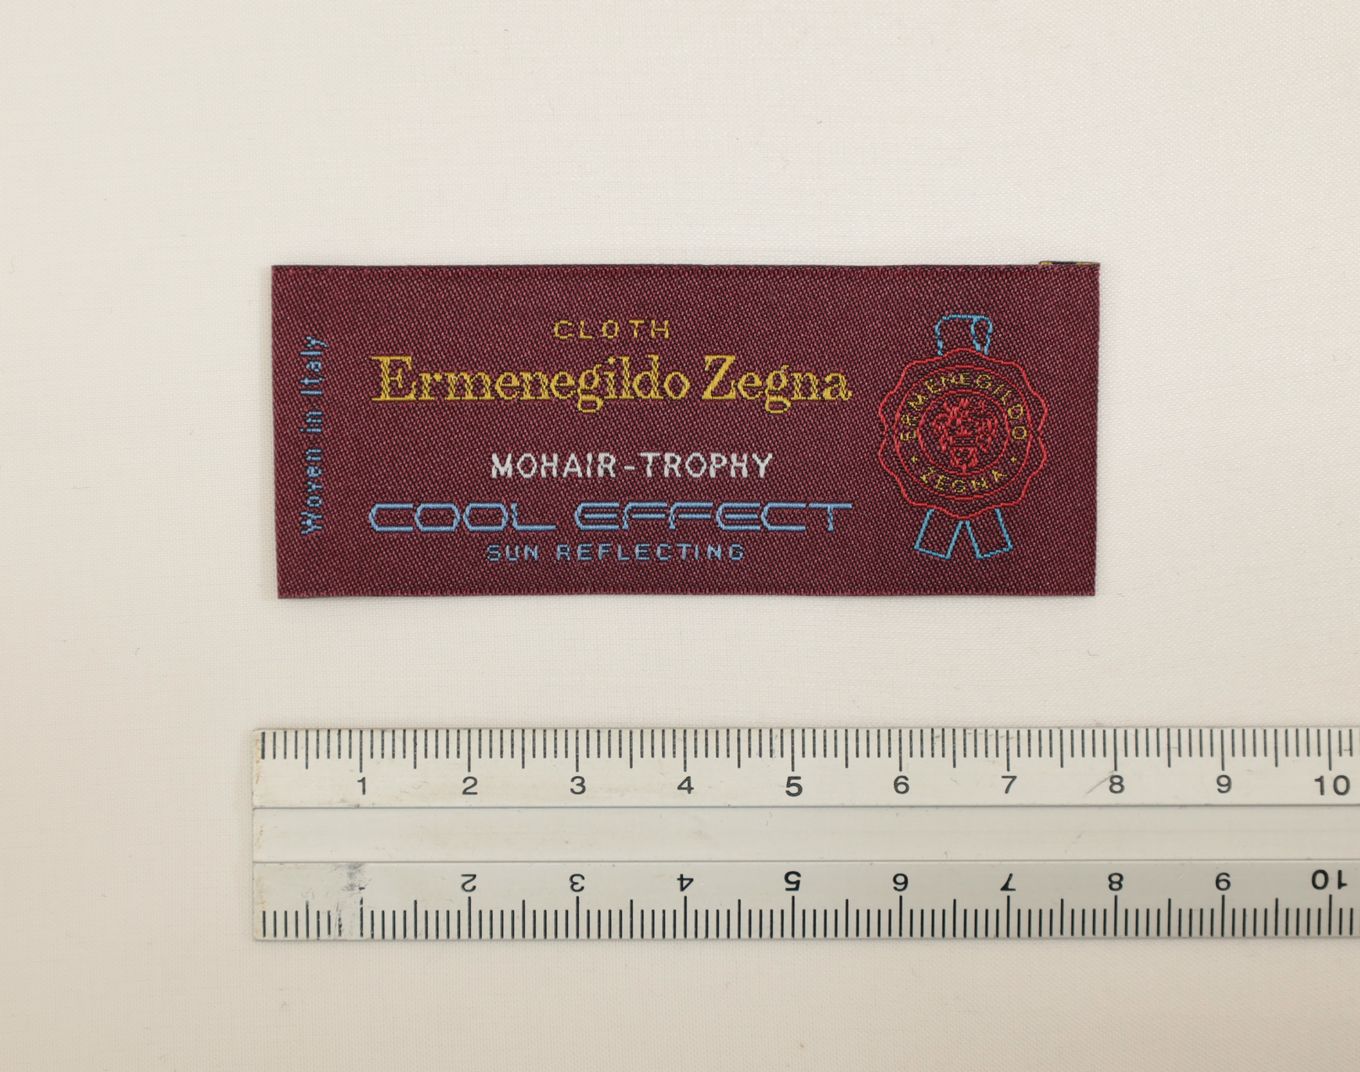 Woven in Italy
CLOTH
Ermenegildo Zegna
MOHAIR-TROPHY
COOL EFFECT
SUN REFLECTING
ERMENEGILDO
· ZEGNA ·
1 2 3 4 5 6 7 8 9 10
2 3 4 5 6 7 8 9 10